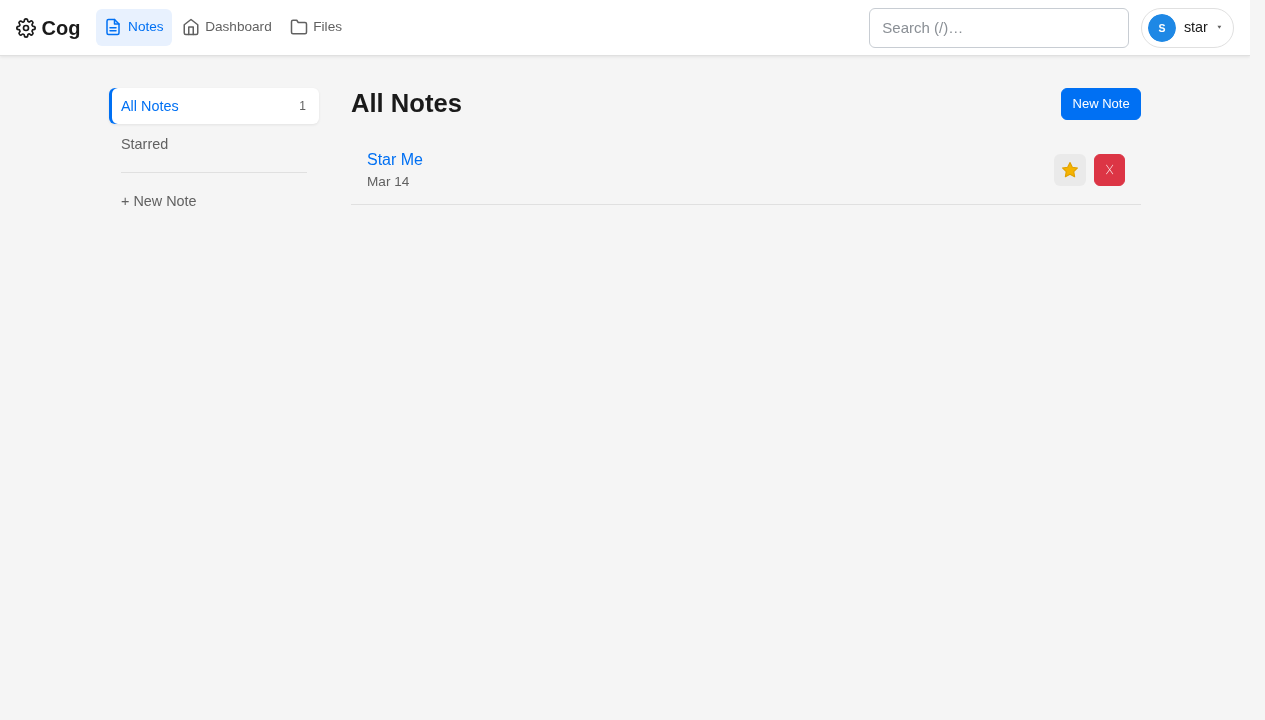 Cog Notes Dashboard Files Search (/)… S star
All Notes 1
Starred
+ New Note
All Notes New Note
Star Me
Mar 14
X